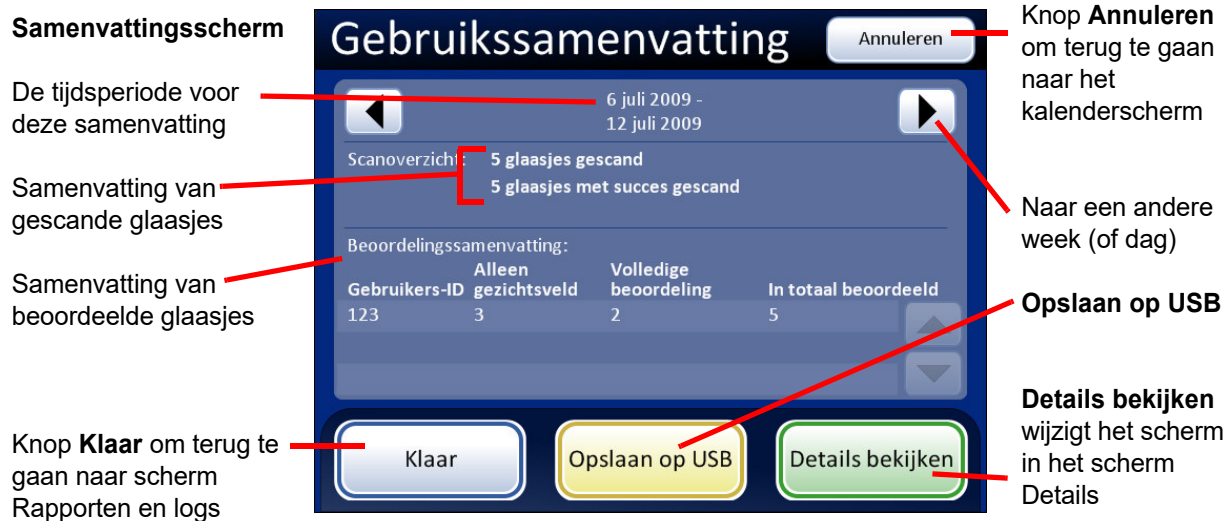 Samenvattingsscherm
De tijdsperiode voor
deze samenvatting
Samenvatting van
gescande glaasjes
Samenvatting van
beoordeelde glaasjes
Knop Klaar om terug te
gaan naar scherm
Rapporten en logs
Gebruikssamenvatting
Annuleren
6 juli 2009 -
12 juli 2009
Scanoverzicht: 5 glaasjes gescand
5 glaasjes met succes gescand
Beoordelingssamenvatting:
Alleen Volledige
Gebruikers-ID gezichtsveld beoordeling In totaal beoordeeld
123 3 2 5
Klaar
Opslaan op USB
Details bekijken
Knop Annuleren
om terug te gaan
naar het
kalenderscherm
Naar een andere
week (of dag)
Opslaan op USB
Details bekijken
wijzigt het scherm
in het scherm
Details